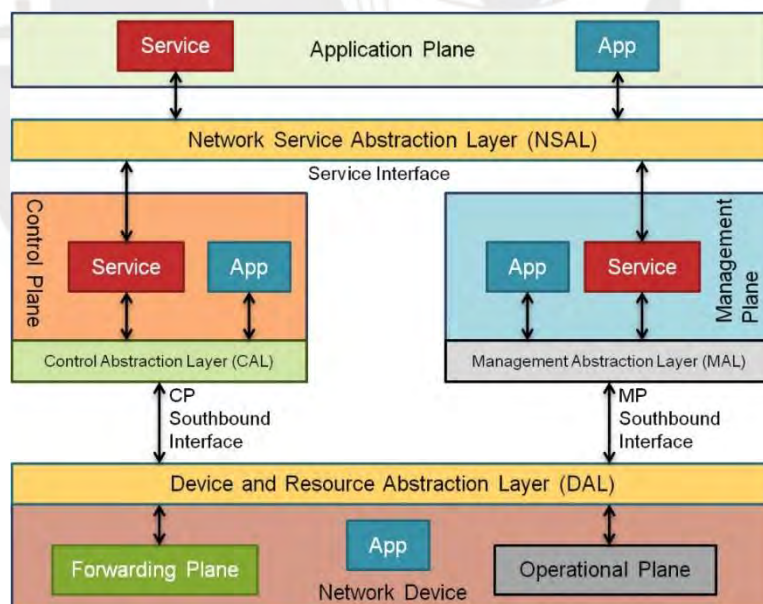 Service
Application Plane
App
Network Service Abstraction Layer (NSAL)
Service Interface
Control Plane
Service
App
App
Service
Management
Plane
Control Abstraction Layer (CAL)
Management Abstraction Layer (MAL)
CP
Southbound
Interface
MP
Southbound
Interface
Device and Resource Abstraction Layer (DAL)
App
Forwarding Plane
Operational Plane
Network Device